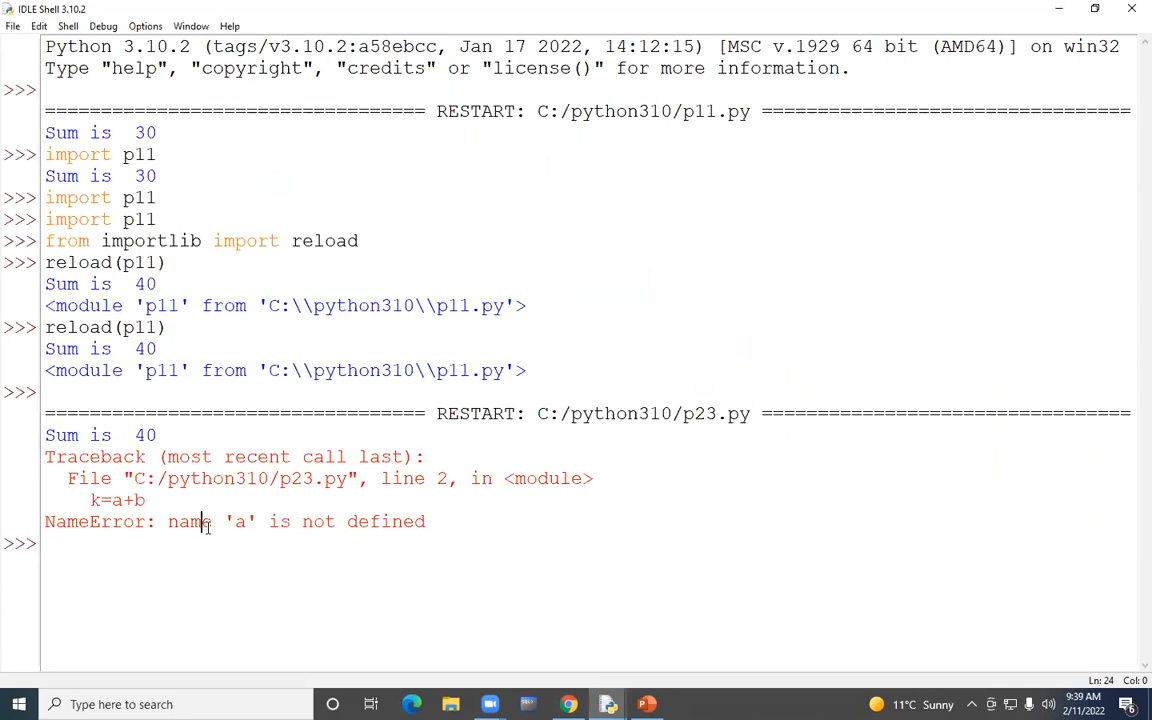 IDLE Shell 3.10.2
File Edit Shell Debug Options Window Help
Python 3.10.2 (tags/v3.10.2:a58ebcc, Jan 17 2022, 14:12:15) [MSC v.1929 64 bit (AMD64)] on win32
Type "help", "copyright", "credits" or "license()" for more information.
>>>
================================== RESTART: C:/python310/p11.py =================================
Sum is  30
>>> import p11
Sum is  30
>>> import p11
>>> import p11
>>> from importlib import reload
>>> reload(p11)
Sum is  40
<module 'p11' from 'C:\\python310\\p11.py'>
>>> reload(p11)
Sum is  40
<module 'p11' from 'C:\\python310\\p11.py'>
>>>
================================== RESTART: C:/python310/p23.py =================================
Sum is  40
Traceback (most recent call last):
  File "C:/python310/p23.py", line 2, in <module>
    k=a+b
NameError: name 'a' is not defined
>>>
Ln: 24 Col: 0
Type here to search
11°C Sunny
9:39 AM
2/11/2022
6